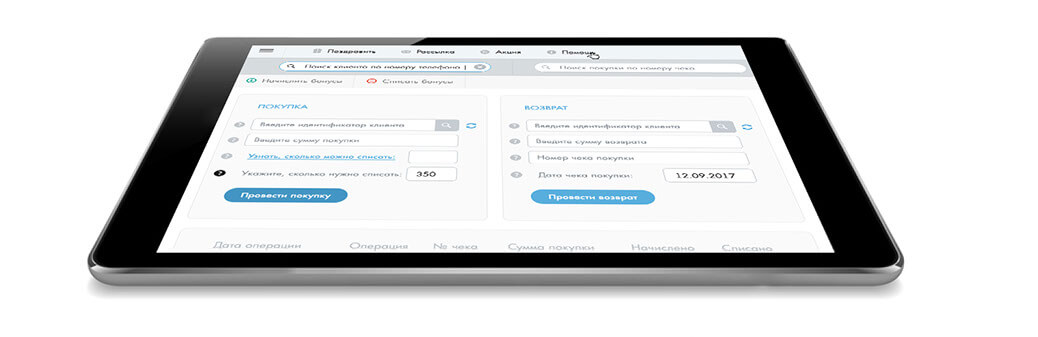 Поздравить Рассылка Акция Помощь
Поиск клиента по номеру телефона Поиск покупки по номеру чека
Начислить бонусы Списать бонусы
ПОКУПКА
Введите идентификатор клиента
Введите сумму покупки
Узнать, сколько можно списать:
Укажите, сколько нужно списать: 350
Провести покупку
ВОЗВРАТ
Введите идентификатор клиента
Введите сумму возврата
Номер чека покупки
Дата чека покупки: 12.09.2017
Провести возврат
Дата операции Операция № чека Сумма покупки Начислено Списано